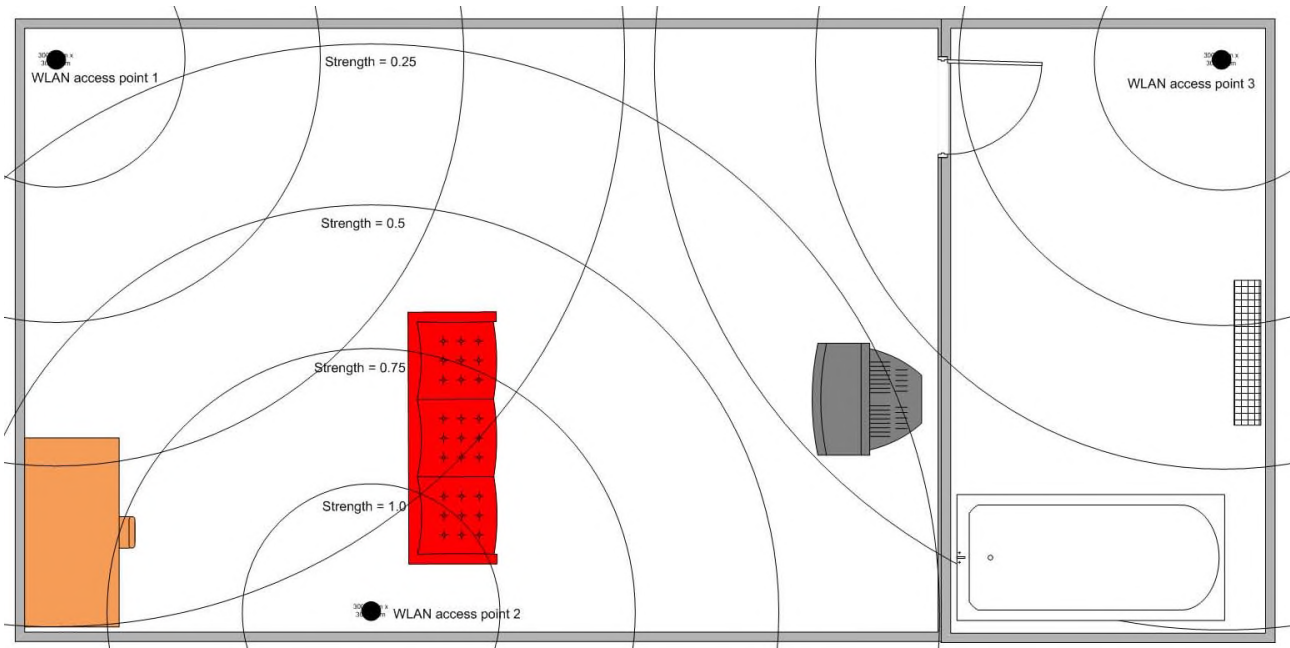 Strength = 0.25
WLAN access point 1
WLAN access point 3
Strength = 0.5
Strength = 0.75
Strength = 1.0
WLAN access point 2